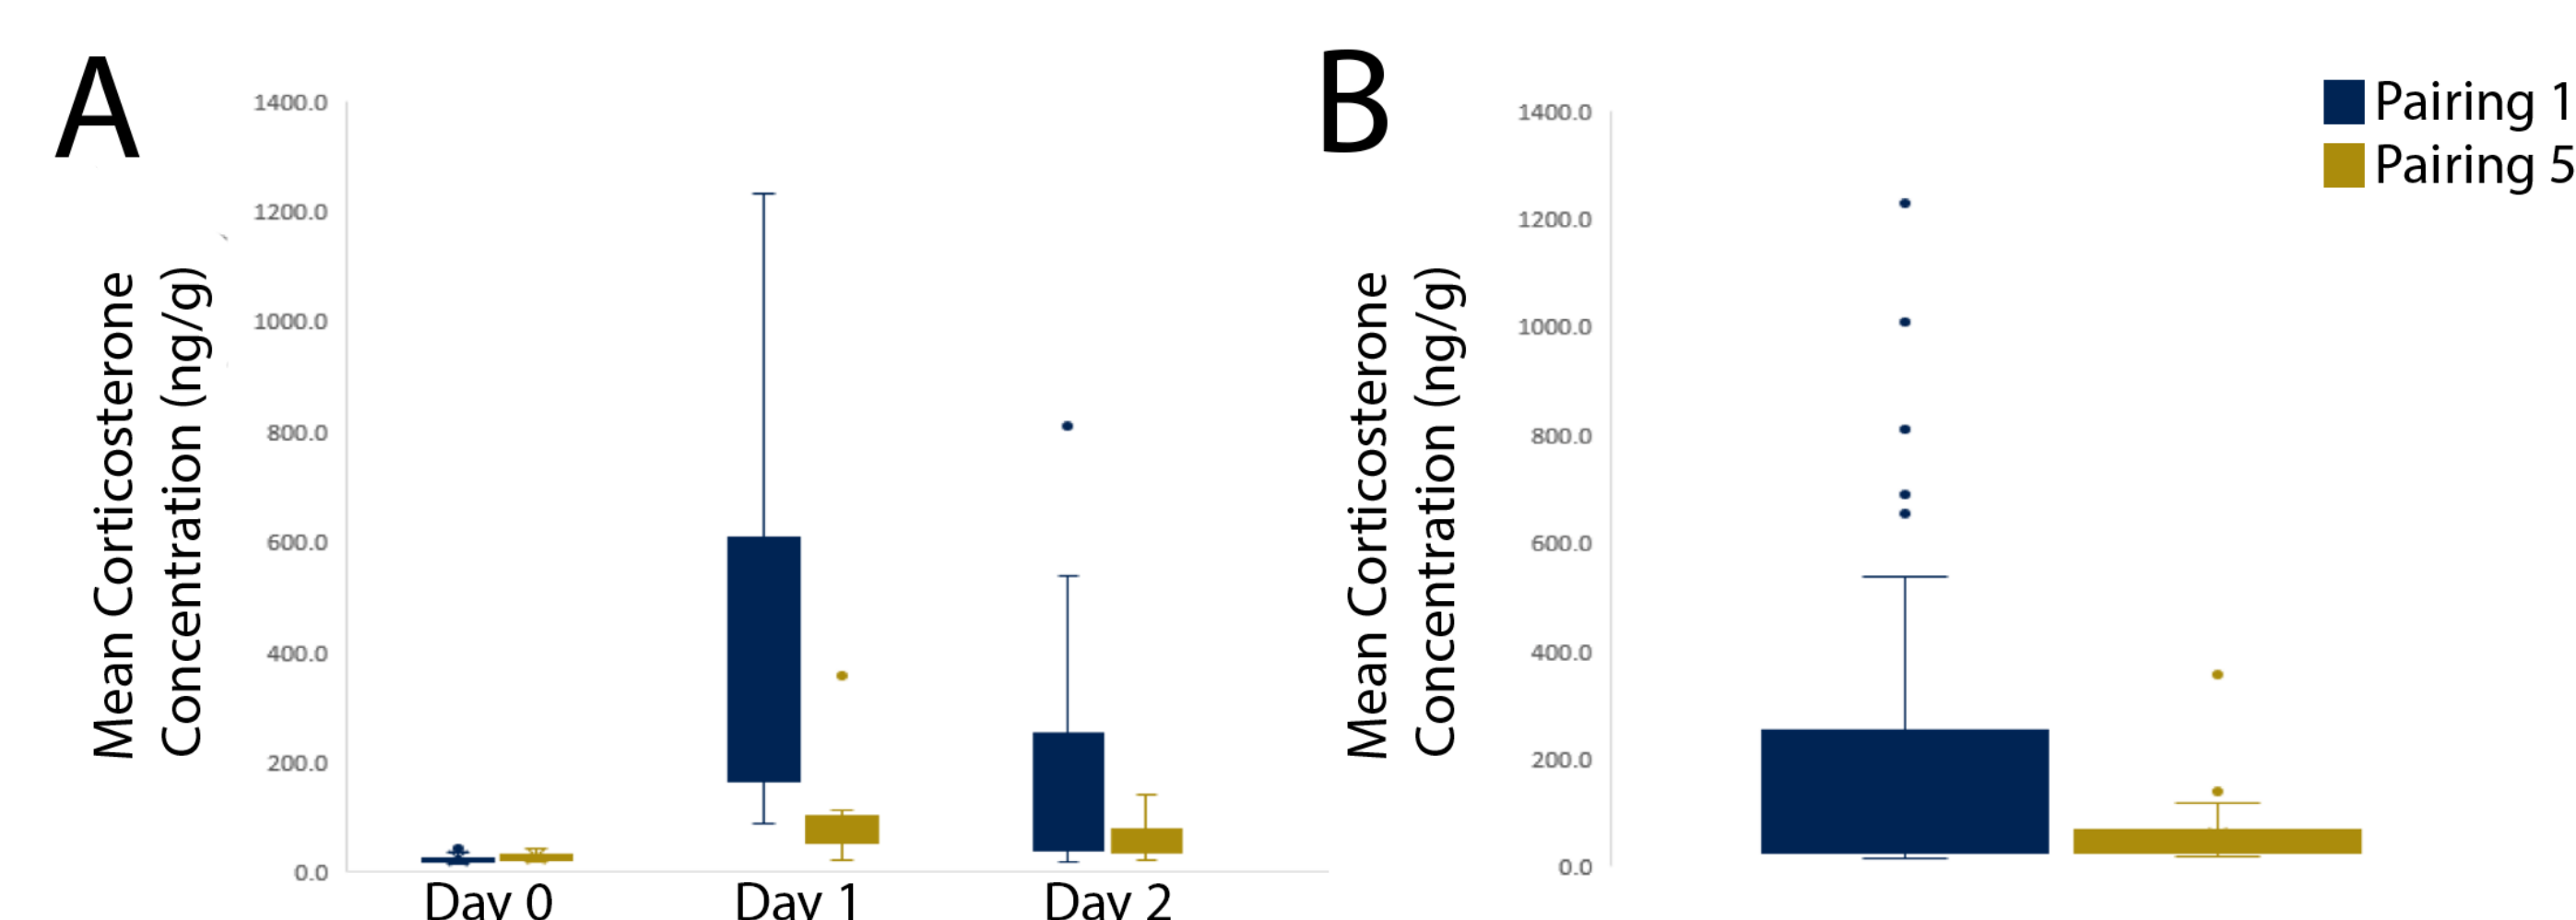 A
1400.0
1200.0
1000.0
800.0
600.0
400.0
200.0
0.0
Mean Corticosterone
Concentration (ng/g)
Day 0
Day 1
Day 2
B
1400.0
1200.0
1000.0
800.0
600.0
400.0
200.0
0.0
Mean Corticosterone
Concentration (ng/g)
Pairing 1
Pairing 5